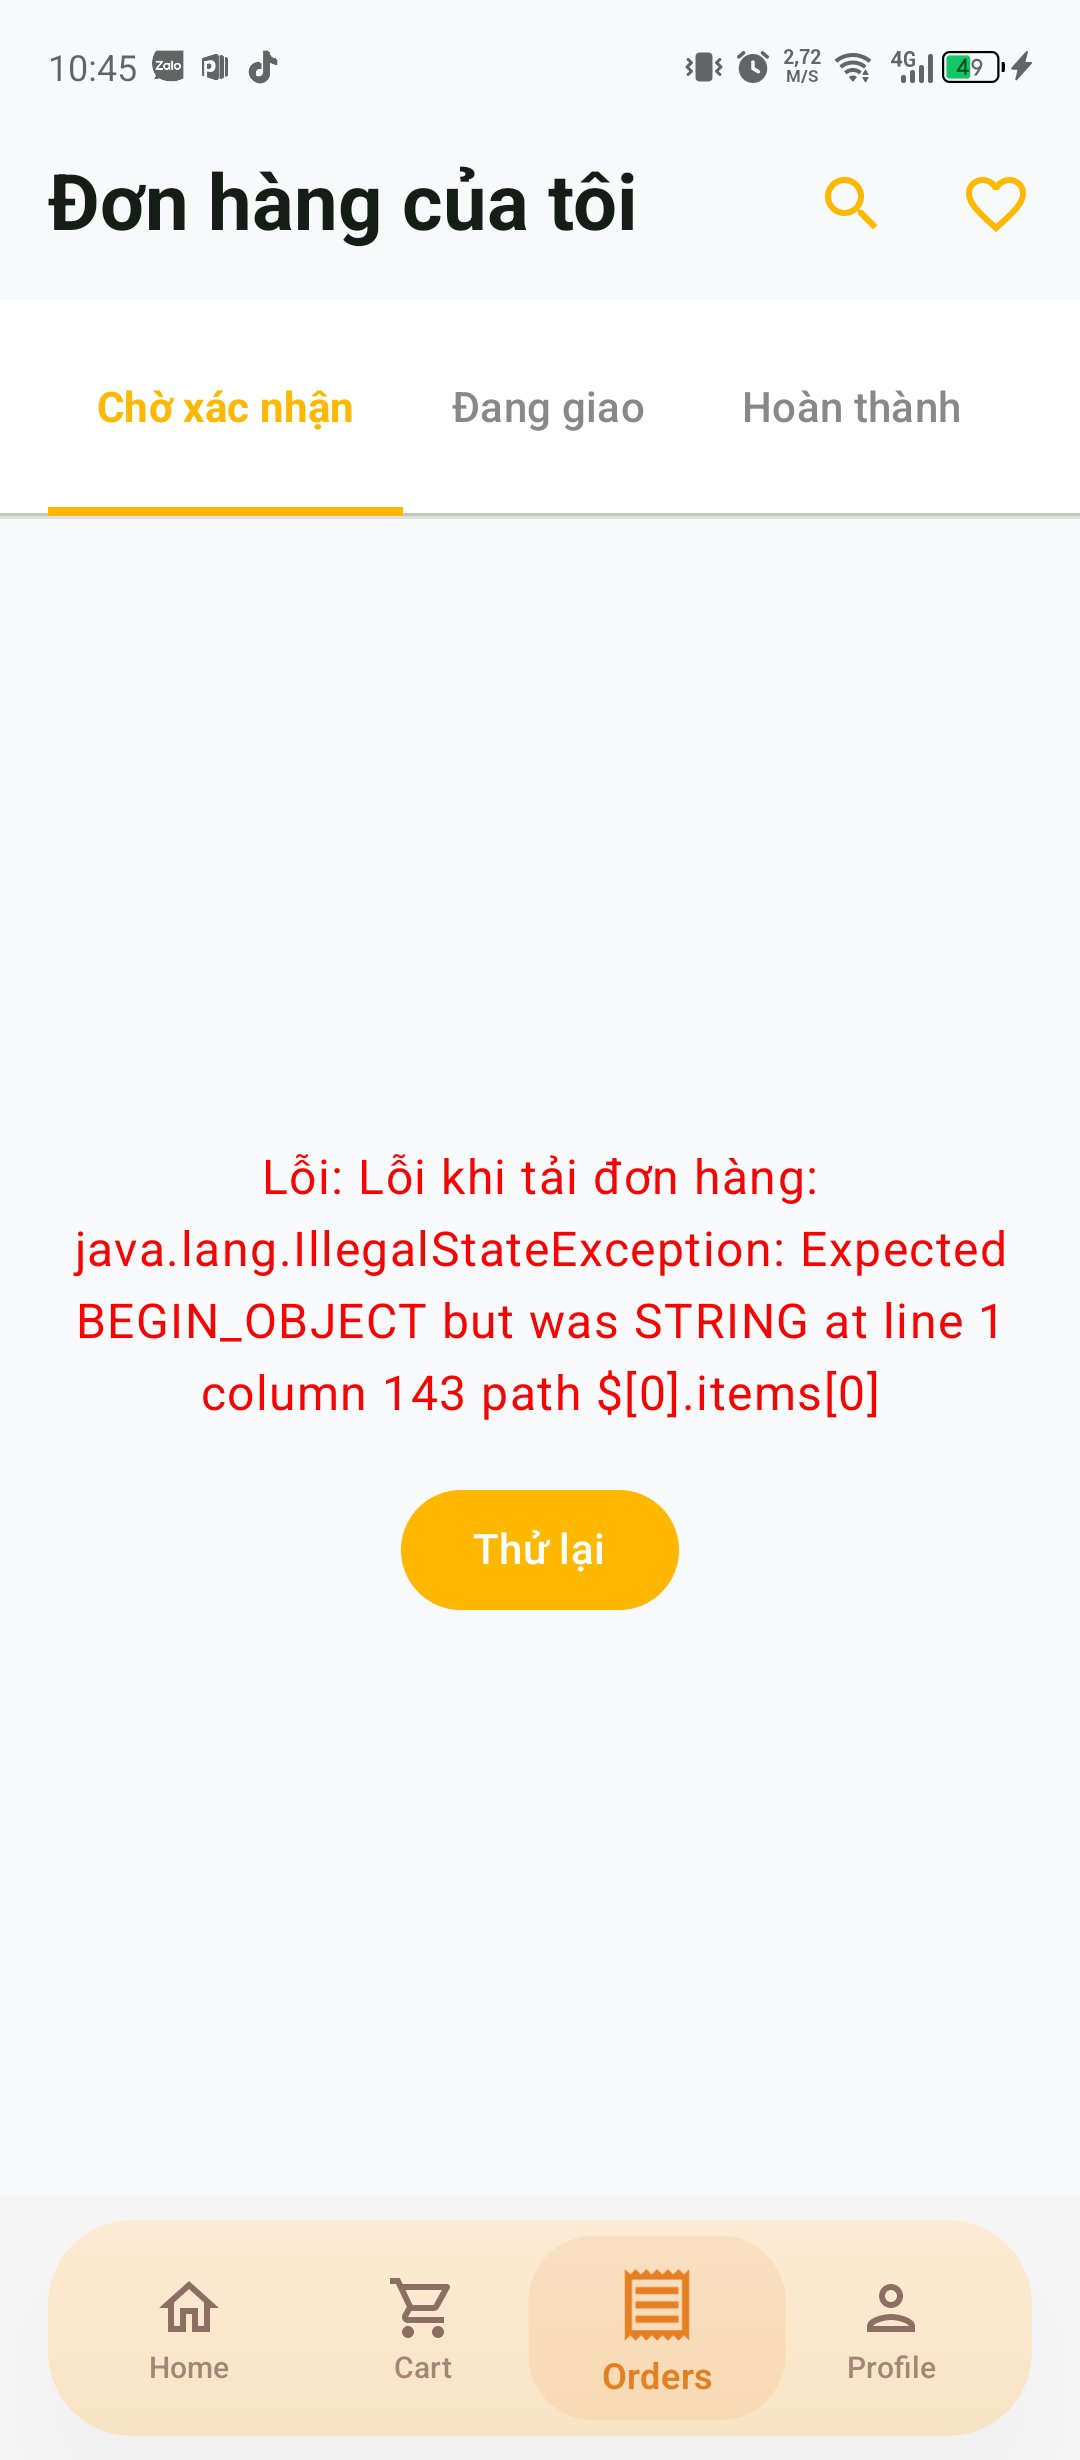 10:45 Zalo 2,72 M/S 4G 49
Đơn hàng của tôi
Chờ xác nhận Đang giao Hoàn thành
Lỗi: Lỗi khi tải đơn hàng:
java.lang.IllegalStateException: Expected
BEGIN_OBJECT but was STRING at line 1
column 143 path $[0].items[0]
Thử lại
Home Cart Orders Profile